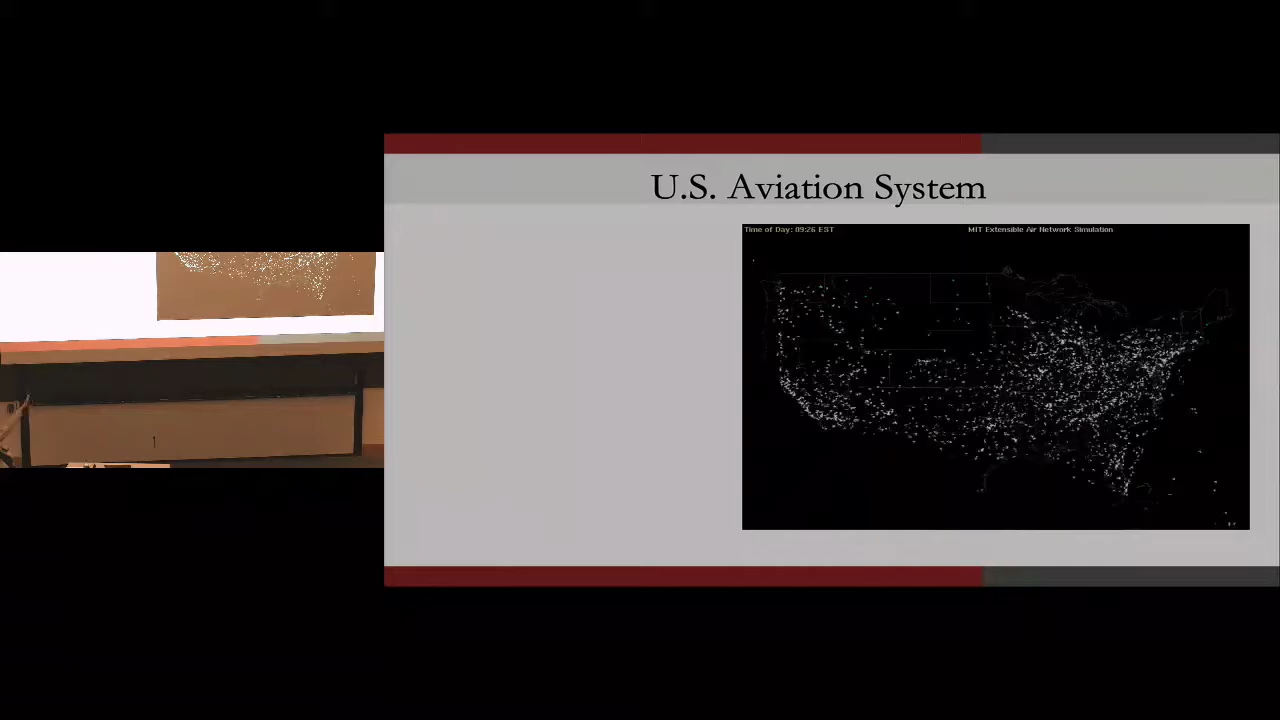 U.S. Aviation System
Time of Day: 09:26 EST
MIT Extensible Air Network Simulation